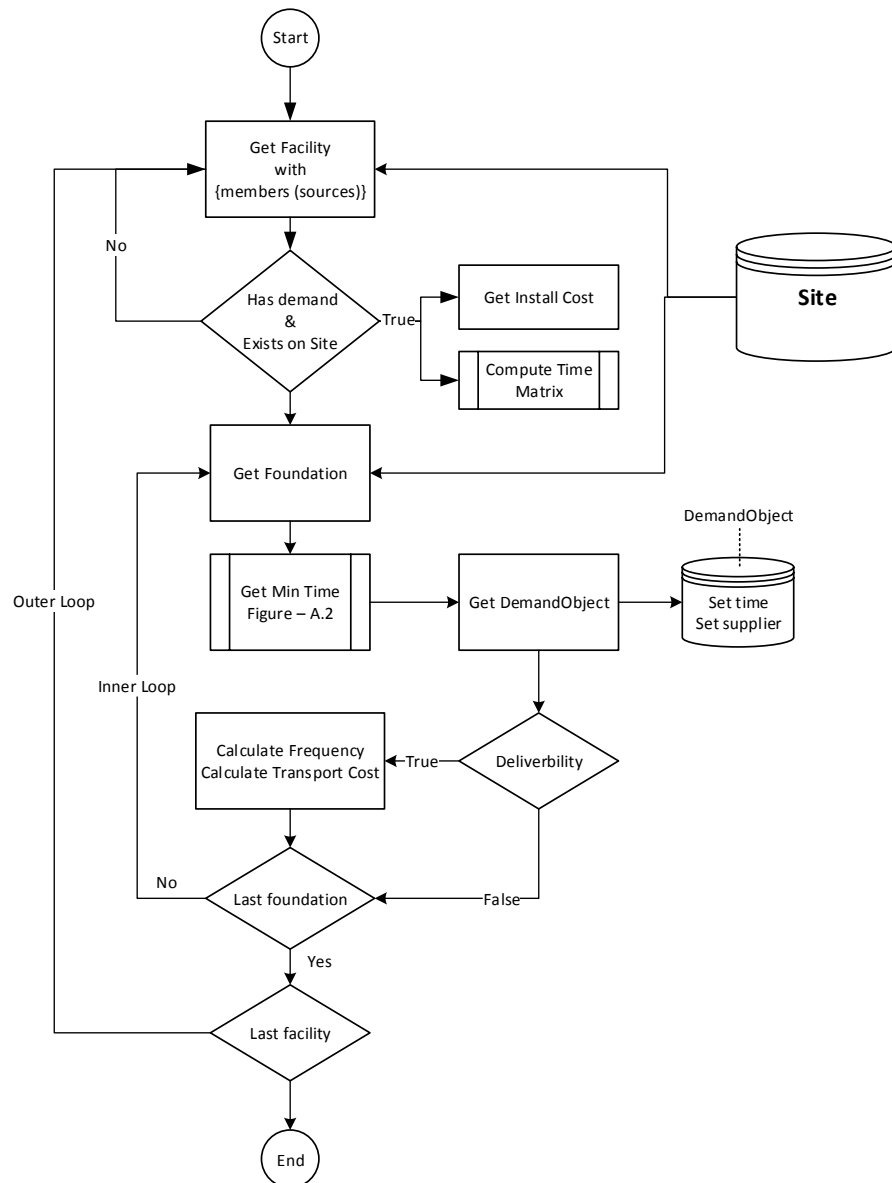 Start
Get Facility
with
{members (sources)}
No
Has demand
&
Exists on Site
True
Get Install Cost
Compute Time
Matrix
Site
Get Foundation
DemandObject
Outer Loop
Get Min Time
Figure – A.2
Get DemandObject
Set time
Set supplier
Inner Loop
Calculate Frequency
Calculate Transport Cost
True
Deliverbility
No
Last foundation
False
Yes
Last facility
End